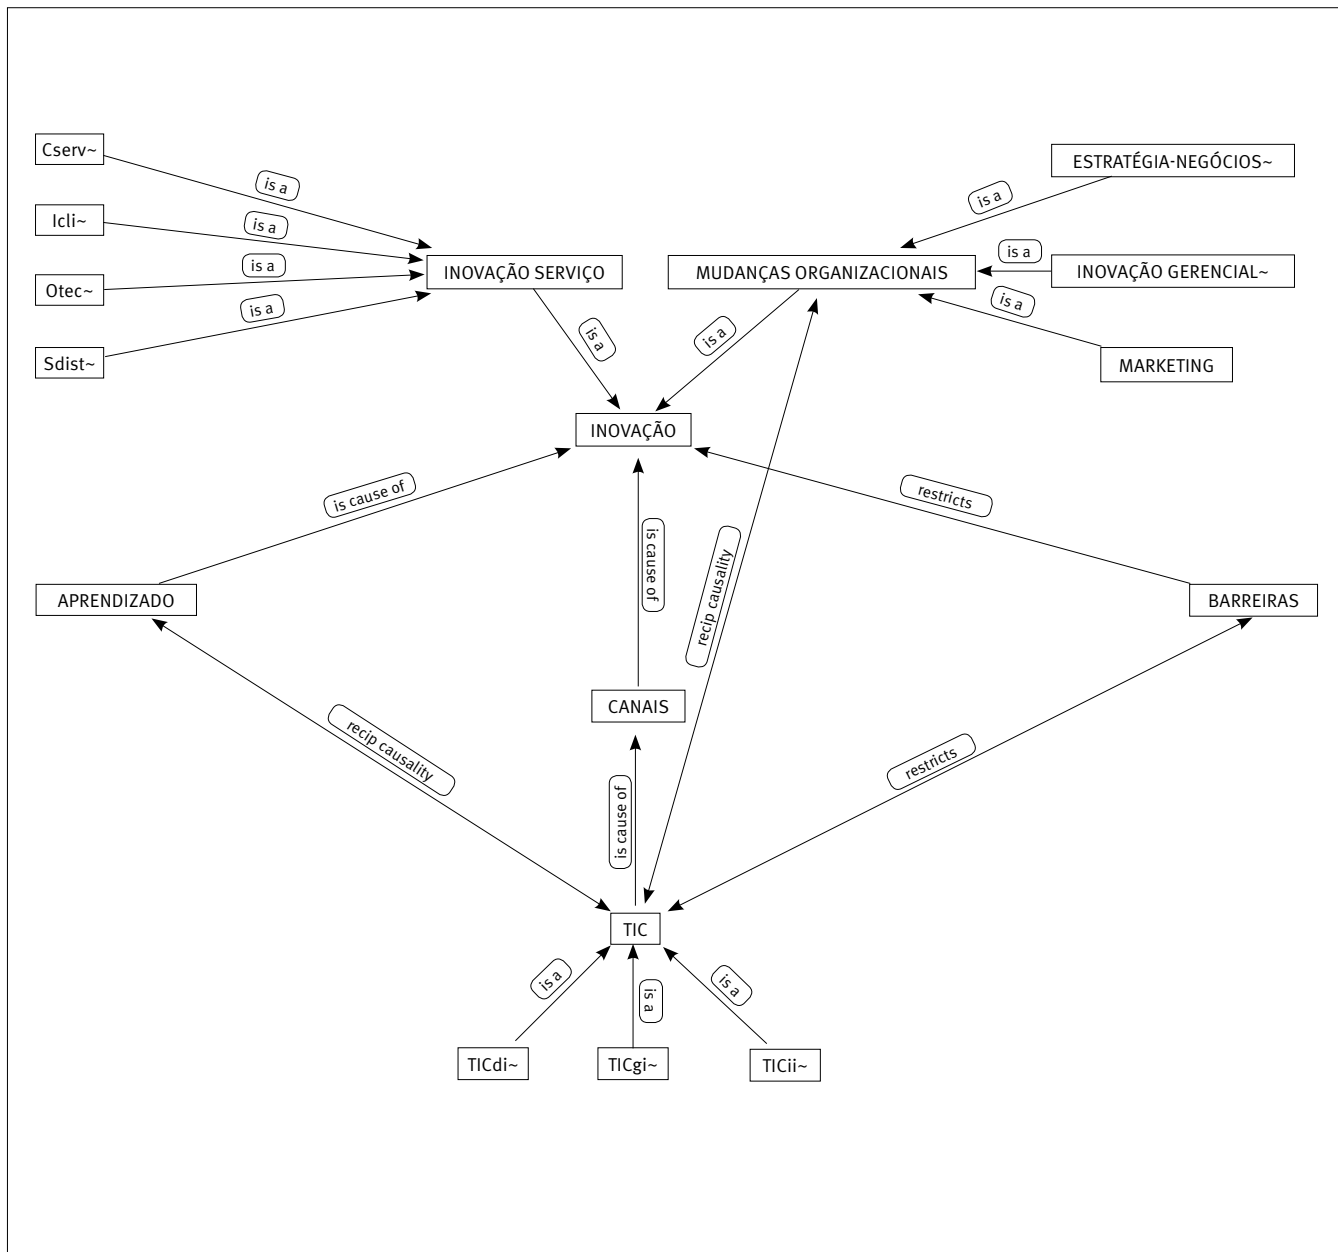 Cserv~
ESTRATÉGIA-NEGÓCIOS~
is a
is a
Icli~
is a
is a
INOVAÇÃO SERVIÇO
MUDANÇAS ORGANIZACIONAIS
INOVAÇÃO GERENCIAL~
is a
Otec~
is a
is a
is a
is a
Sdist~
MARKETING
INOVAÇÃO
is cause of
restricts
is cause of
recip causality
APRENDIZADO
BARREIRAS
CANAIS
recip causality
restricts
is cause of
TIC
is a
is a
is a
TICdi~
TICgi~
TICii~